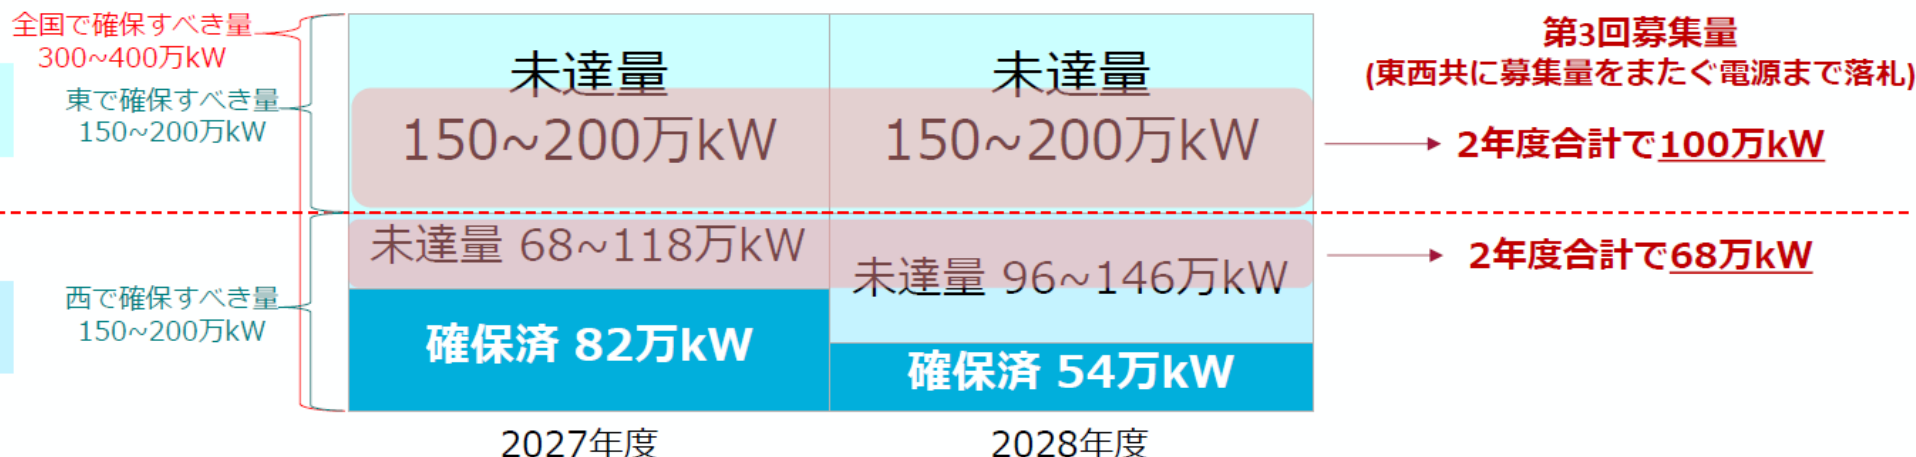 全国で確保すべき量
300~400万kW
東で確保すべき量
150~200万kW
西で確保すべき量
150~200万kW
未達量
150~200万kW
未達量
150~200万kW
未達量 68~118万kW
未達量 96~146万kW
確保済 82万kW
確保済 54万kW
2027年度
2028年度
第3回募集量
(東西共に募集量をまたぐ電源まで落札)
2年度合計で100万kW
2年度合計で68万kW